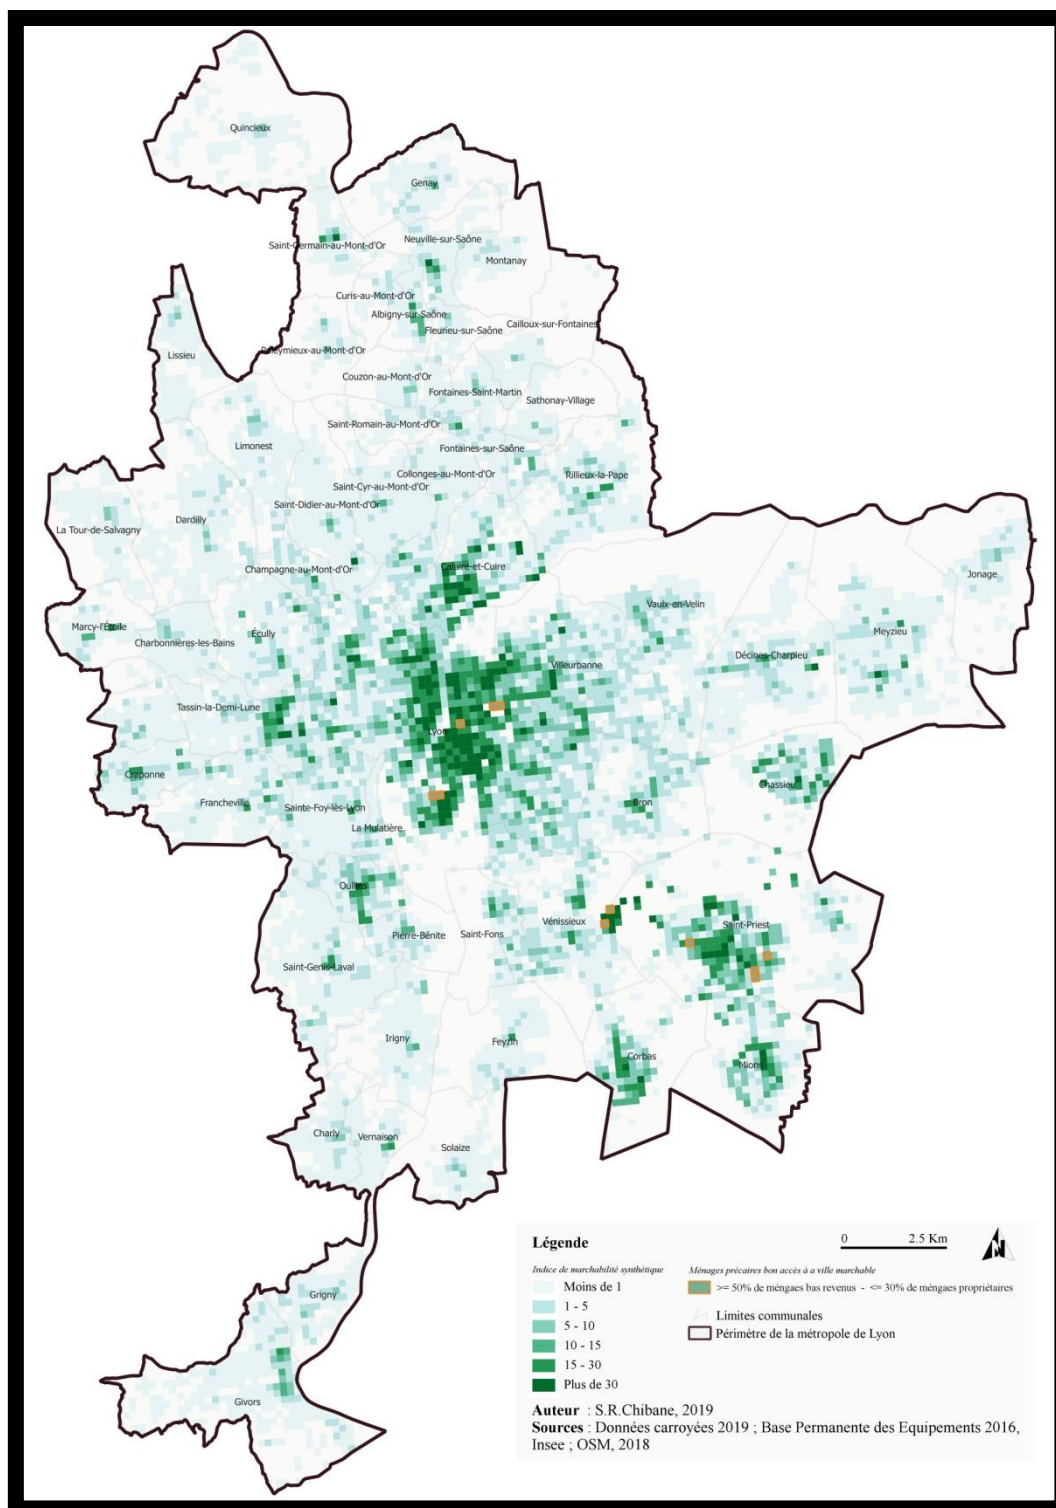 Quincieux
Genay
Saint-Germain-au-Mont-d'Or
Neuville-sur-Saône
Montanay
Curis-au-Mont-d'Or
Albigny-sur-Saône
Fleurieu-sur-Saône
Cailloux-sur-Fontaines
Lissieu
Poleymieux-au-Mont-d'Or
Couzon-au-Mont-d'Or
Fontaines-Saint-Martin
Sathonay-Village
Saint-Romain-au-Mont-d'Or
Limonest
Fontaines-sur-Saône
Collonges-au-Mont-d'Or
Rillieux-la-Pape
Saint-Cyr-au-Mont-d'Or
Saint-Didier-au-Mont-d'Or
Dardilly
La Tour-de-Salvagny
Champagne-au-Mont-d'Or
Caluire-et-Cuire
Jonage
Vaulx-en-Velin
Marcy-l'Étoile
Charbonnières-les-Bains
Écully
Meyzieu
Décines-Charpieu
Villeurbanne
Tassin-la-Demi-Lune
Lyon
Craponne
Chassieu
Francheville
Sainte-Foy-lès-Lyon
Bron
La Mulatière
Oullins
Pierre-Bénite
Saint-Fons
Vénissieux
Saint-Priest
Saint-Genis-Laval
Irigny
Feyzin
Corbas
Mions
Charly
Vernaison
Solaize
Grigny
Givors
Légende
0 2.5 Km
N
Indice de marchabilité synthétique
Moins de 1
1 - 5
5 - 10
10 - 15
15 - 30
Plus de 30
Ménages précaires bon accès à a ville marchable
>= 50% de méngaes bas revenus - <= 30% de méngaes propriétaires
Limites communales
Périmètre de la métropole de Lyon
Auteur : S.R.Chibane, 2019
Sources : Données carroyées 2019 ; Base Permanente des Equipements 2016,
Insee ; OSM, 2018